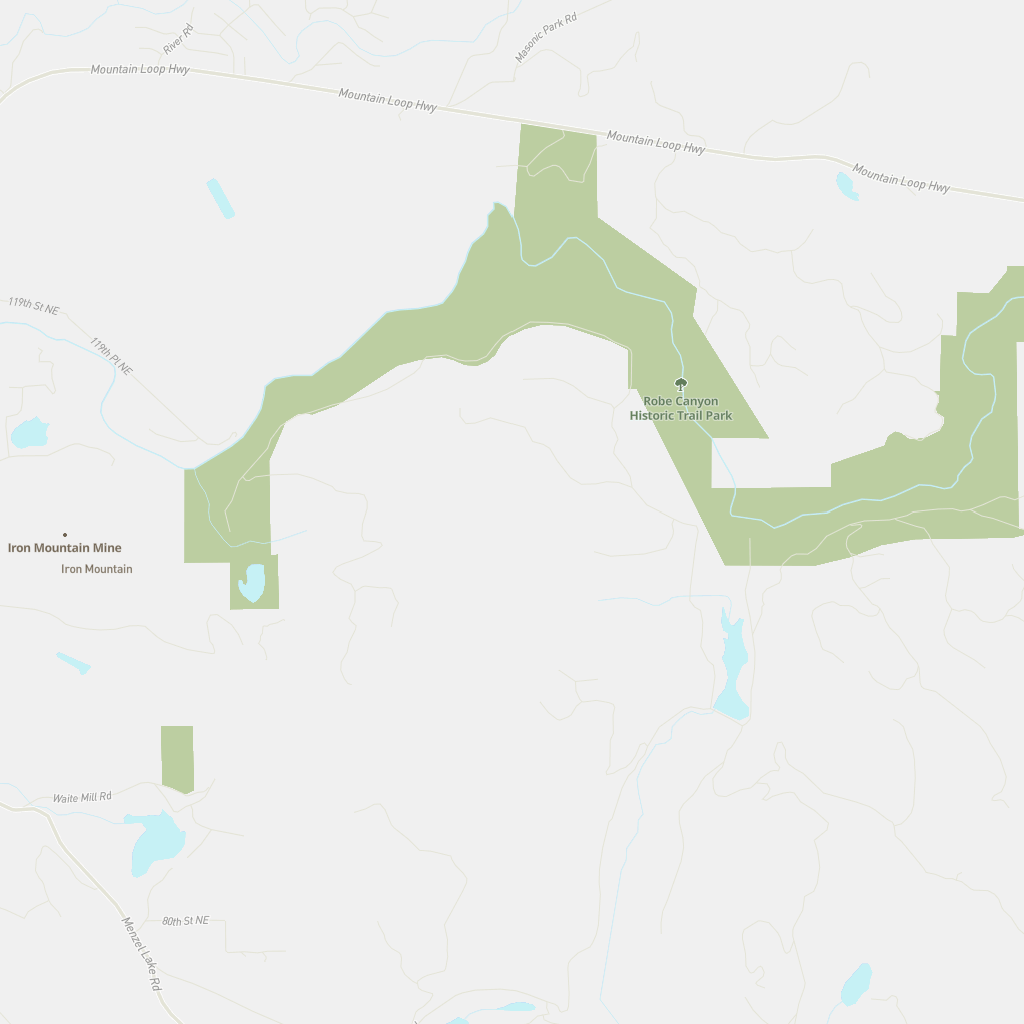 River Rd
Masonic Park Rd
Mountain Loop Hwy
Mountain Loop Hwy
Mountain Loop Hwy
Mountain Loop Hwy
119th St NE
119th Pl NE
Robe Canyon
Historic Trail Park
Iron Mountain Mine
Iron Mountain
Waite Mill Rd
80th St NE
Menzel Lake Rd